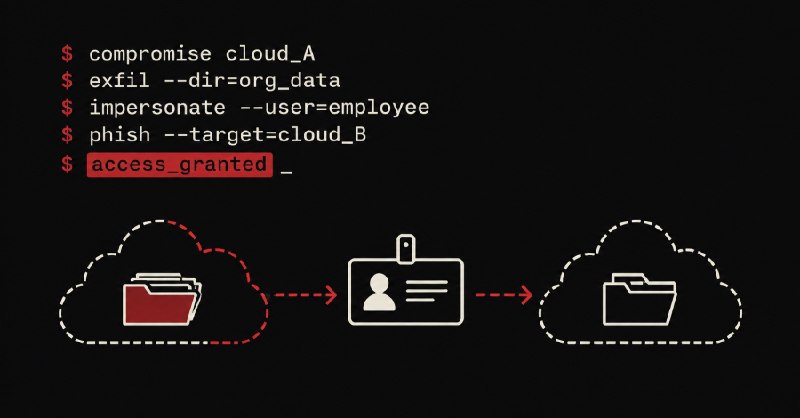 $ compromise cloud_A
$ exfil --dir=org_data
$ impersonate --user=employee
$ phish --target=cloud_B
$ access_granted _